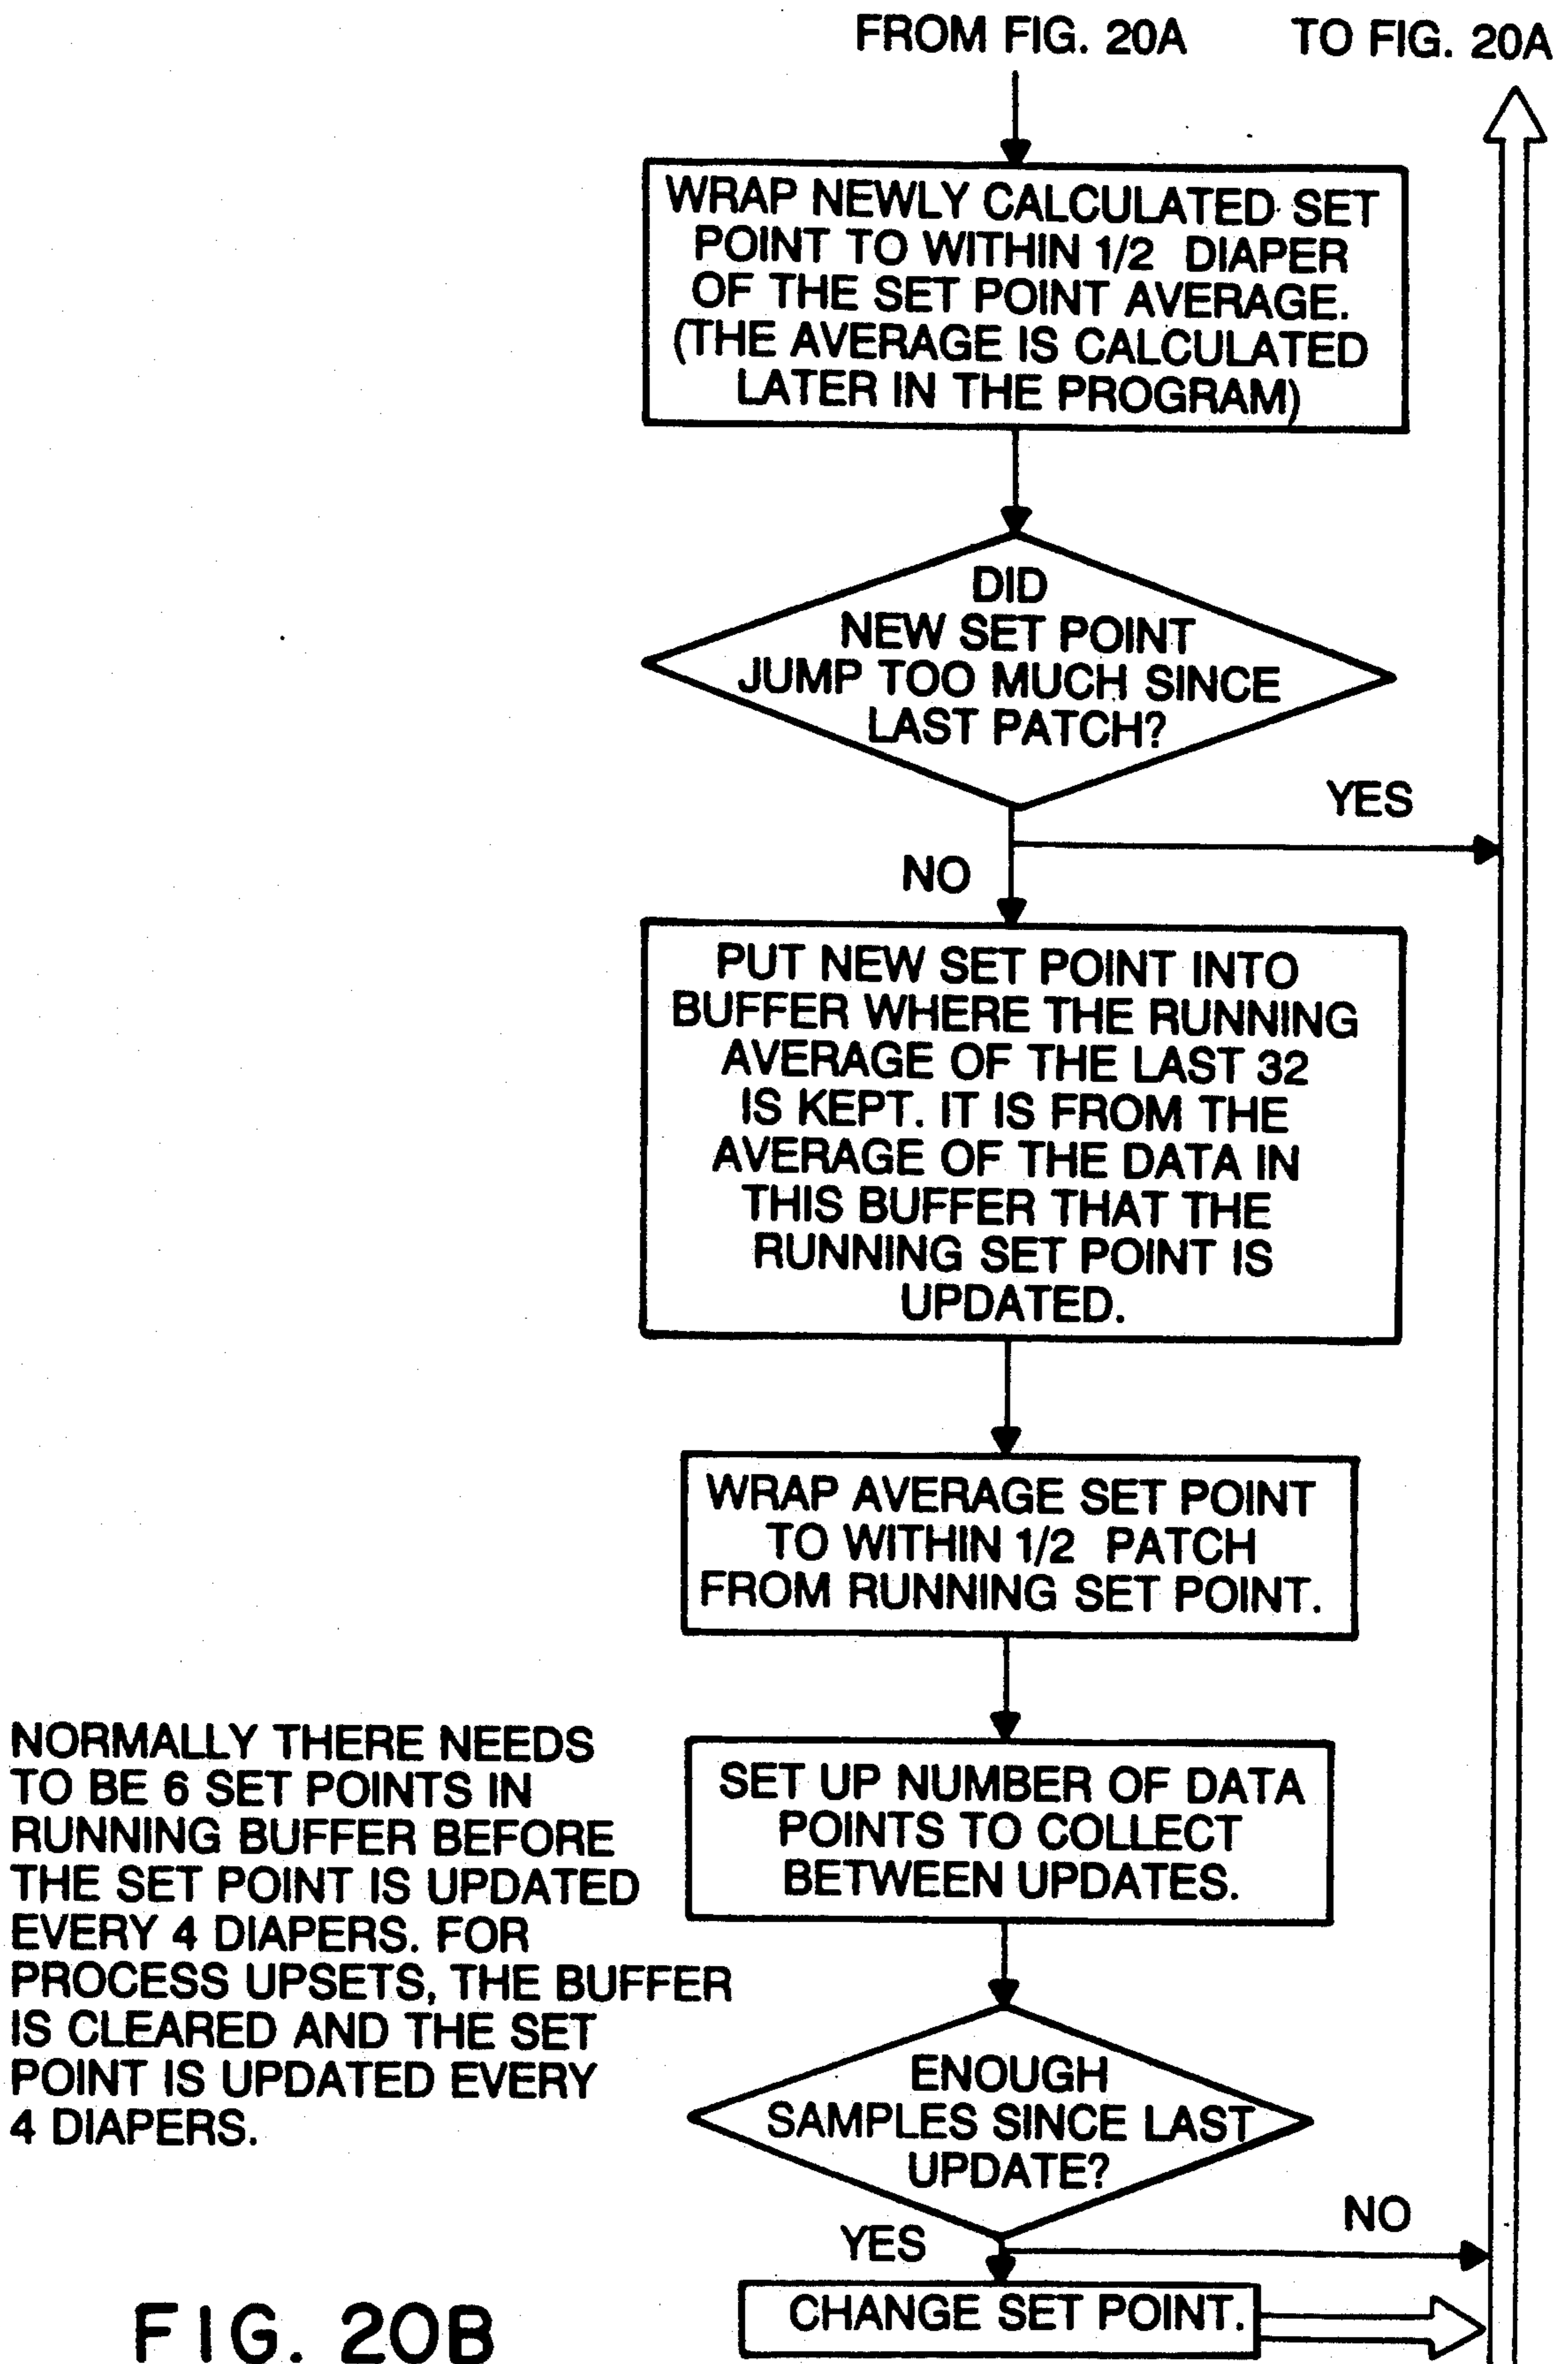 FROM FIG. 20A
TO FIG. 20A
WRAP NEWLY CALCULATED SET
POINT TO WITHIN 1/2 DIAPER
OF THE SET POINT AVERAGE.
(THE AVERAGE IS CALCULATED
LATER IN THE PROGRAM)
DID
NEW SET POINT
JUMP TOO MUCH SINCE
LAST PATCH?
YES
NO
PUT NEW SET POINT INTO
BUFFER WHERE THE RUNNING
AVERAGE OF THE LAST 32
IS KEPT. IT IS FROM THE
AVERAGE OF THE DATA IN
THIS BUFFER THAT THE
RUNNING SET POINT IS
UPDATED.
WRAP AVERAGE SET POINT
TO WITHIN 1/2 PATCH
FROM RUNNING SET POINT.
NORMALLY THERE NEEDS
TO BE 6 SET POINTS IN
RUNNING BUFFER BEFORE
THE SET POINT IS UPDATED
EVERY 4 DIAPERS. FOR
PROCESS UPSETS, THE BUFFER
IS CLEARED AND THE SET
POINT IS UPDATED EVERY
4 DIAPERS.
SET UP NUMBER OF DATA
POINTS TO COLLECT
BETWEEN UPDATES.
ENOUGH
SAMPLES SINCE LAST
UPDATE?
NO
YES
CHANGE SET POINT.
FIG. 20B